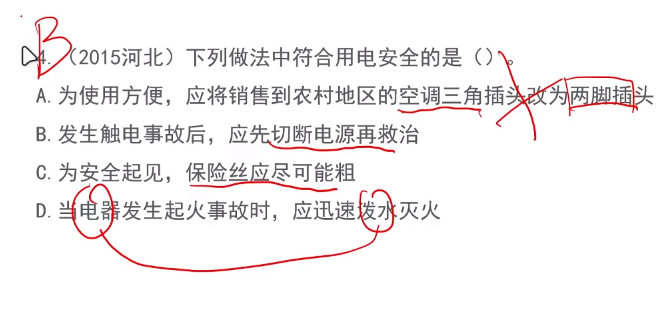 B
4. （2015河北）下列做法中符合用电安全的是（）。
A. 为使用方便，应将销售到农村地区的空调三角插头改为两脚插头
B. 发生触电事故后，应先切断电源再救治
C. 为安全起见，保险丝应尽可能粗
D. 当电器发生起火事故时，应迅速泼水灭火